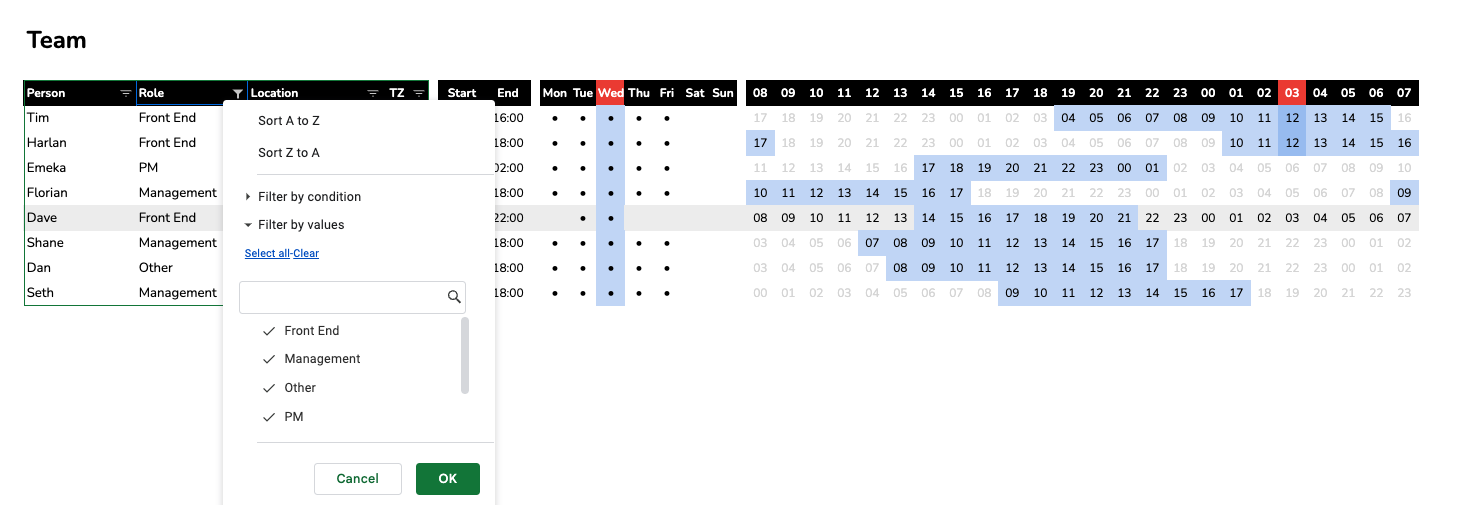 Team
Person Role Location TZ Start End Mon Tue Wed Thu Fri Sat Sun 08 09 10 11 12 13 14 15 16 17 18 19 20 21 22 23 00 01 02 03 04 05 06 07
Tim Front End 16:00 • • • • • 17 18 19 20 21 22 23 00 01 02 03 04 05 06 07 08 09 10 11 12 13 14 15 16
Harlan Front End 18:00 • • • • • 17 18 19 20 21 22 23 00 01 02 03 04 05 06 07 08 09 10 11 12 13 14 15 16
Emeka PM 02:00 • • • • • 11 12 13 14 15 16 17 18 19 20 21 22 23 00 01 02 03 04 05 06 07 08 09 10
Florian Management 18:00 • • • • • 10 11 12 13 14 15 16 17 18 19 20 21 22 23 00 01 02 03 04 05 06 07 08 09
Dave Front End 22:00 • • 08 09 10 11 12 13 14 15 16 17 18 19 20 21 22 23 00 01 02 03 04 05 06 07
Shane Management 18:00 • • • • • 03 04 05 06 07 08 09 10 11 12 13 14 15 16 17 18 19 20 21 22 23 00 01 02
Dan Other 18:00 • • • • • 03 04 05 06 07 08 09 10 11 12 13 14 15 16 17 18 19 20 21 22 23 00 01 02
Seth Management 18:00 • • • • • 00 01 02 03 04 05 06 07 08 09 10 11 12 13 14 15 16 17 18 19 20 21 22 23
Sort A to Z
Sort Z to A
Filter by condition
Filter by values
Select all-Clear
Front End
Management
Other
PM
Cancel OK